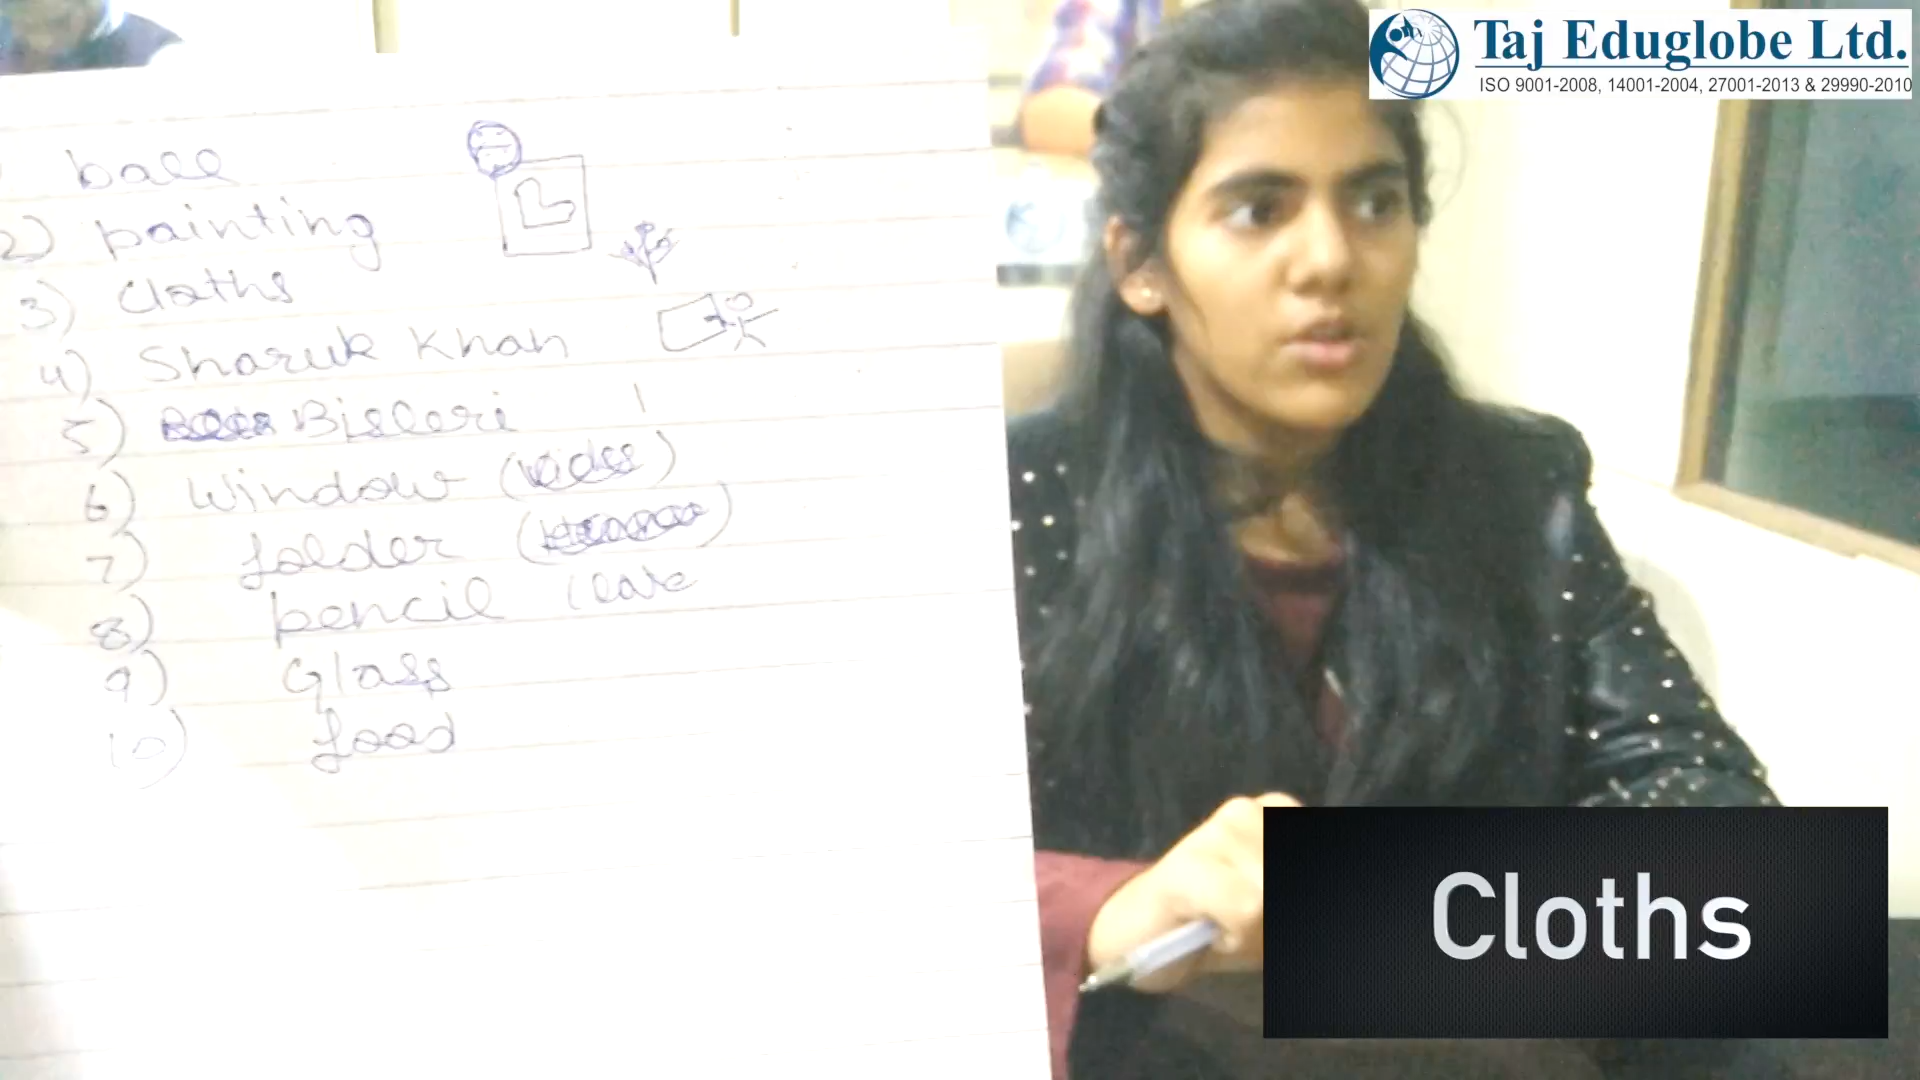 Taj Eduglobe Ltd.
ISO 9001-2008, 14001-2004, 27001-2013 & 29990-2010
ball
2) painting
3) Cloths
4) Sharuk Khan
5) Bisleri
6) Window
7) folder
8) pencil
9) Glass
10) food
Cloths